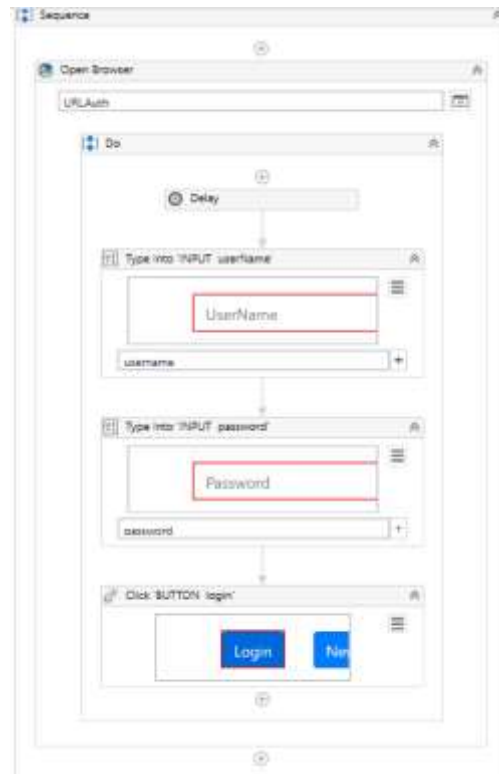 Sequence
Open Browser
URLAuth
Do
Delay
Type Into 'INPUT userName'
UserName
username
Type Into 'INPUT password'
Password
password
Click 'BUTTON login'
Login
Nev